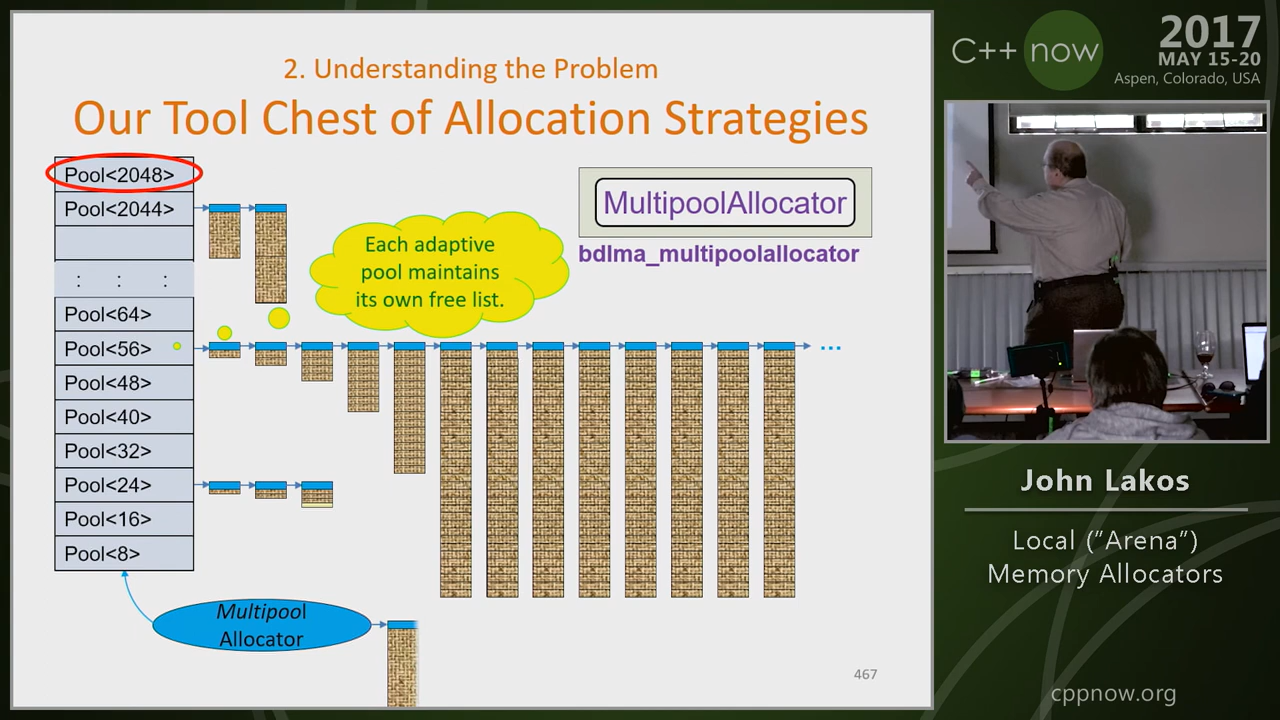 2. Understanding the Problem
Our Tool Chest of Allocation Strategies
Pool<2048>
Pool<2044>
: : :
Pool<64>
Pool<56>
Pool<48>
Pool<40>
Pool<32>
Pool<24>
Pool<16>
Pool<8>
Each adaptive
pool maintains
its own free list.
MultipoolAllocator
bdlma_multipoolallocator
...
Multipool
Allocator
467
C++ now
2017
MAY 15-20
Aspen, Colorado, USA
John Lakos
Local ("Arena")
Memory Allocators
cppnow.org